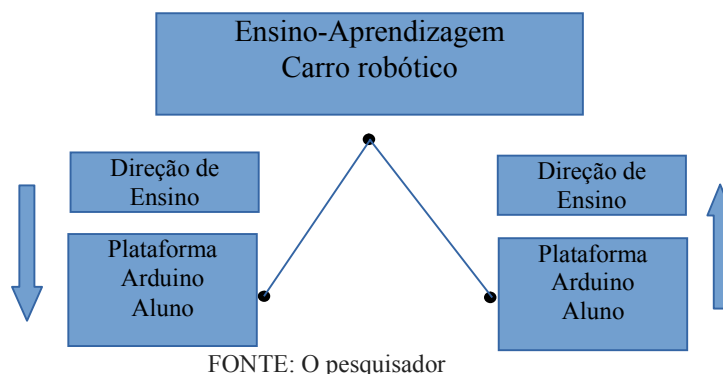 Ensino-Aprendizagem
Carro robótico
Direção de
Ensino
Plataforma
Arduino
Aluno
Direção de
Ensino
Plataforma
Arduino
Aluno
FONTE: O pesquisador